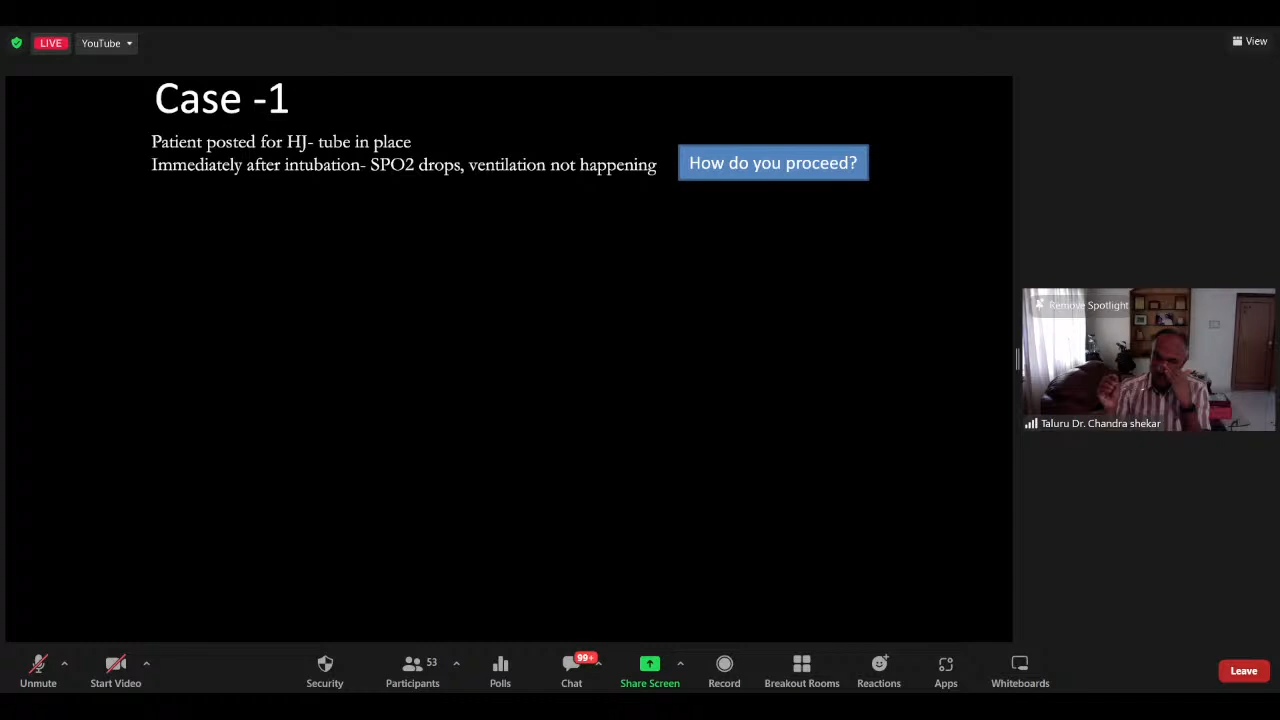 LIVE
YouTube
View
Case -1
Patient posted for HJ- tube in place
Immediately after intubation- SPO2 drops, ventilation not happening
How do you proceed?
Remove Spotlight
Taluru Dr. Chandra shekar
Unmute
Start Video
Security
53
Participants
Polls
99+
Chat
Share Screen
Record
Breakout Rooms
Reactions
Apps
Whiteboards
Leave